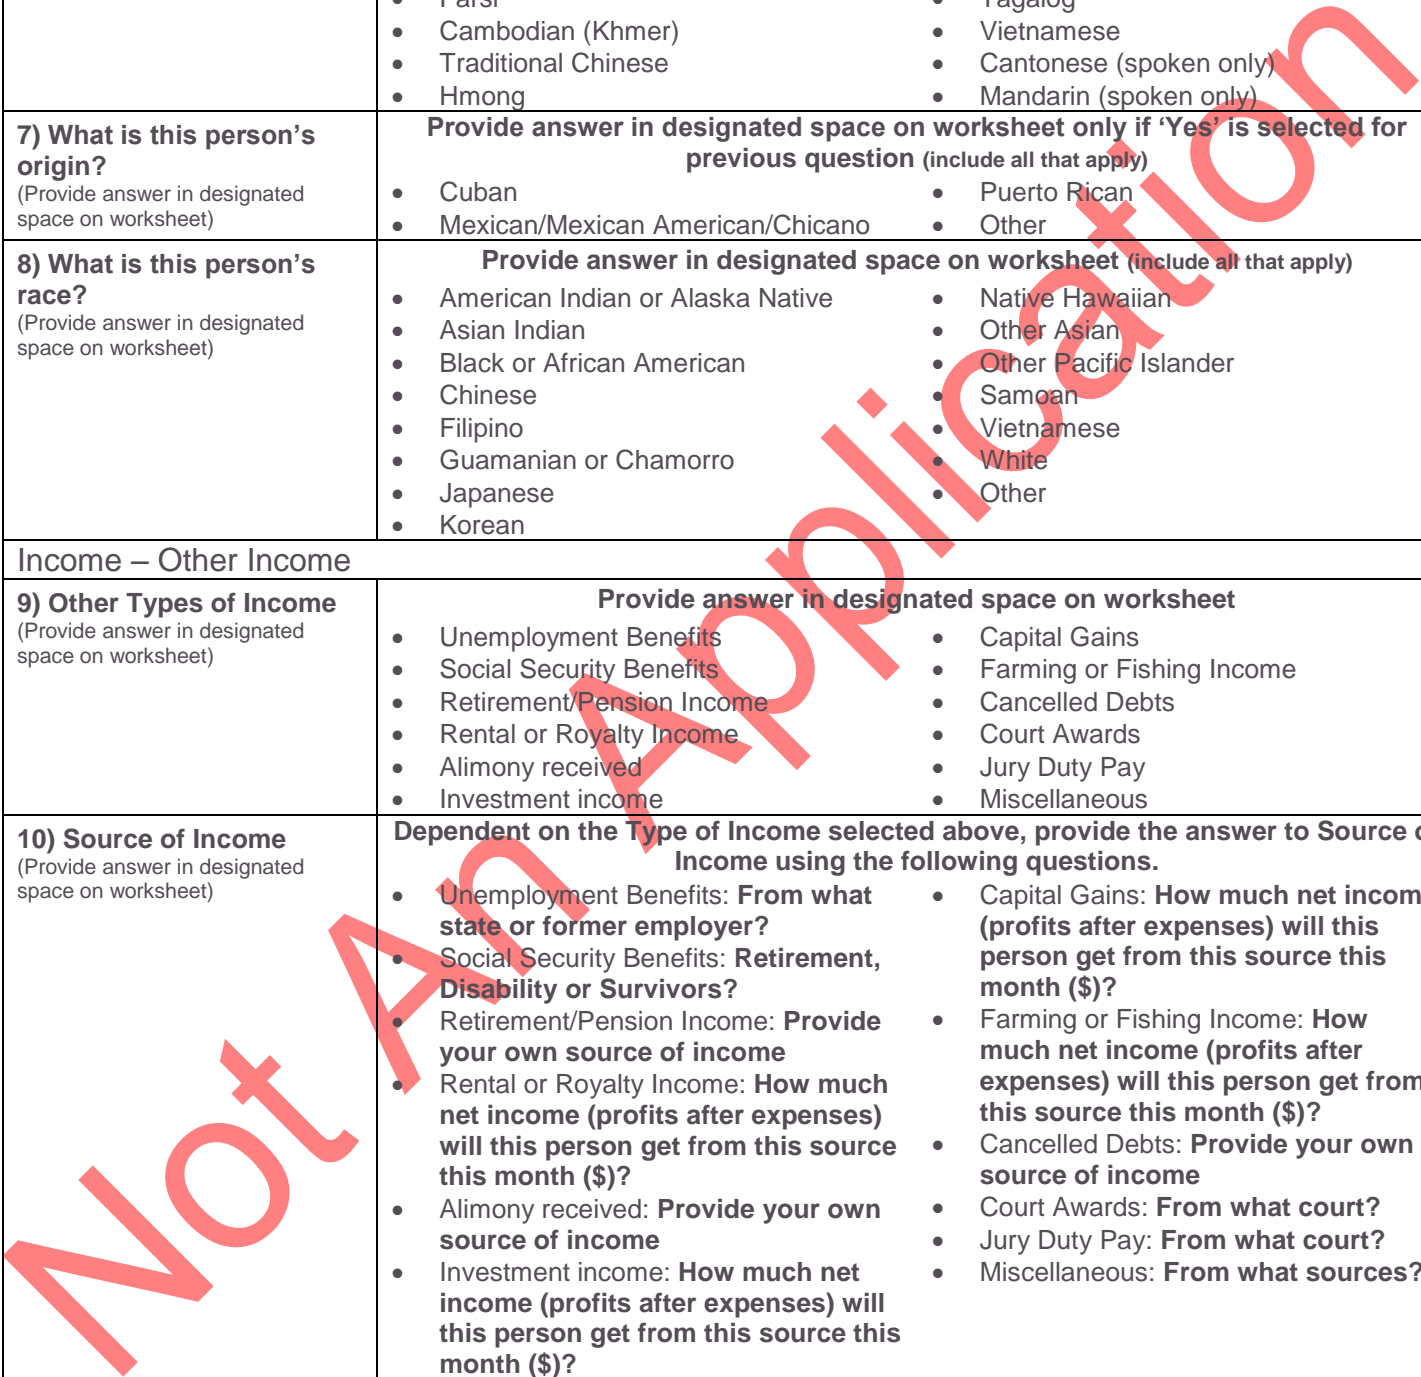 Farsi
Tagalog
Cambodian (Khmer)
Vietnamese
Traditional Chinese
Cantonese (spoken only)
Hmong
Mandarin (spoken only)
7) What is this person's
origin?
(Provide answer in designated
space on worksheet)
Provide answer in designated space on worksheet only if ‘Yes’ is selected for
previous question (include all that apply)
• Cuban
• Mexican/Mexican American/Chicano
• Puerto Rican
• Other
8) What is this person's
race?
(Provide answer in designated
space on worksheet)
Provide answer in designated space on worksheet (include all that apply)
• American Indian or Alaska Native
• Asian Indian
• Black or African American
• Chinese
• Filipino
• Guamanian or Chamorro
• Japanese
• Korean
• Native Hawaiian
• Other Asian
• Other Pacific Islander
• Samoan
• Vietnamese
• White
• Other
Income – Other Income
9) Other Types of Income
(Provide answer in designated
space on worksheet)
Provide answer in designated space on worksheet
• Unemployment Benefits
• Social Security Benefits
• Retirement/Pension Income
• Rental or Royalty Income
• Alimony received
• Investment income
• Capital Gains
• Farming or Fishing Income
• Cancelled Debts
• Court Awards
• Jury Duty Pay
• Miscellaneous
10) Source of Income
(Provide answer in designated
space on worksheet)
Dependent on the Type of Income selected above, provide the answer to Source
Income using the following questions.
• Unemployment Benefits: From what
state or former employer?
• Social Security Benefits: Retirement,
Disability or Survivors?
• Retirement/Pension Income: Provide
your own source of income
• Rental or Royalty Income: How much
net income (profits after expenses)
will this person get from this source
this month ($)?
• Alimony received: Provide your own
source of income
• Investment income: How much net
income (profits after expenses) will
this person get from this source this
month ($)?
• Capital Gains: How much net incom
(profits after expenses) will this
person get from this source this
month ($)?
• Farming or Fishing Income: How
much net income (profits after
expenses) will this person get from
this source this month ($)?
• Cancelled Debts: Provide your own
source of income
• Court Awards: From what court?
• Jury Duty Pay: From what court?
• Miscellaneous: From what sources?
Not An Application